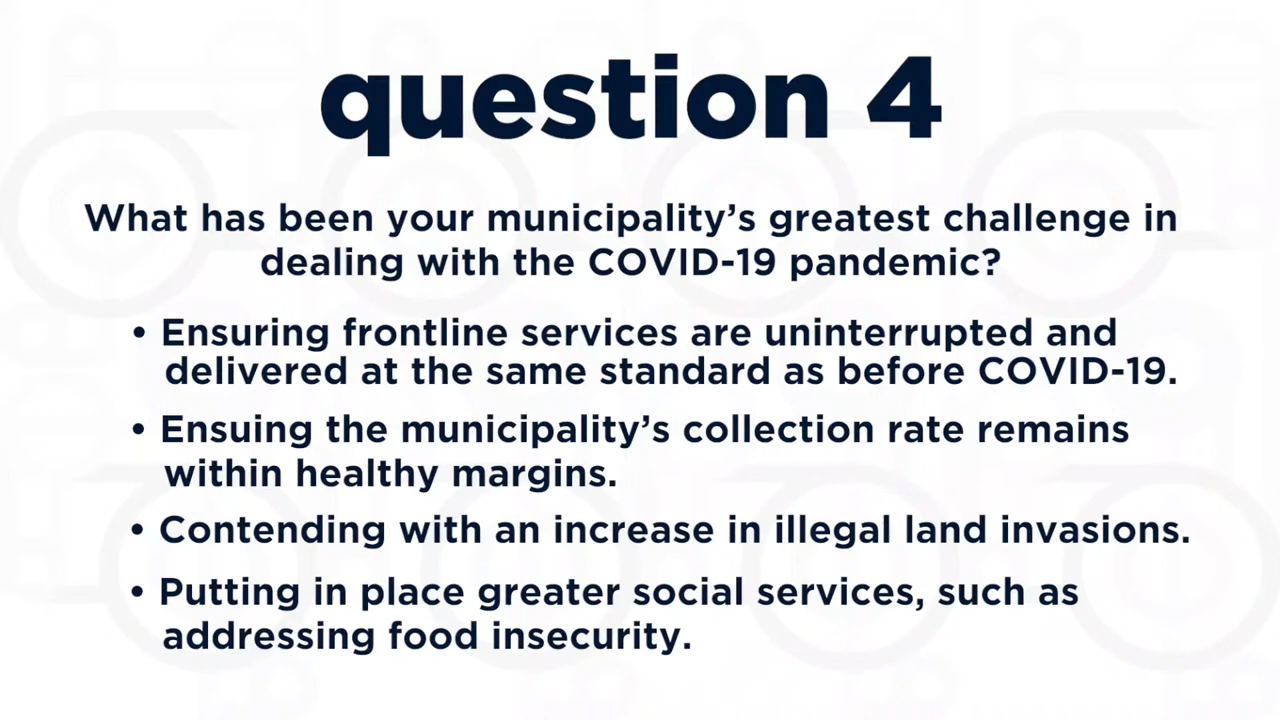 question 4
What has been your municipality’s greatest challenge in
dealing with the COVID-19 pandemic?
• Ensuring frontline services are uninterrupted and
delivered at the same standard as before COVID-19.
• Ensuing the municipality’s collection rate remains
within healthy margins.
• Contending with an increase in illegal land invasions.
• Putting in place greater social services, such as
addressing food insecurity.